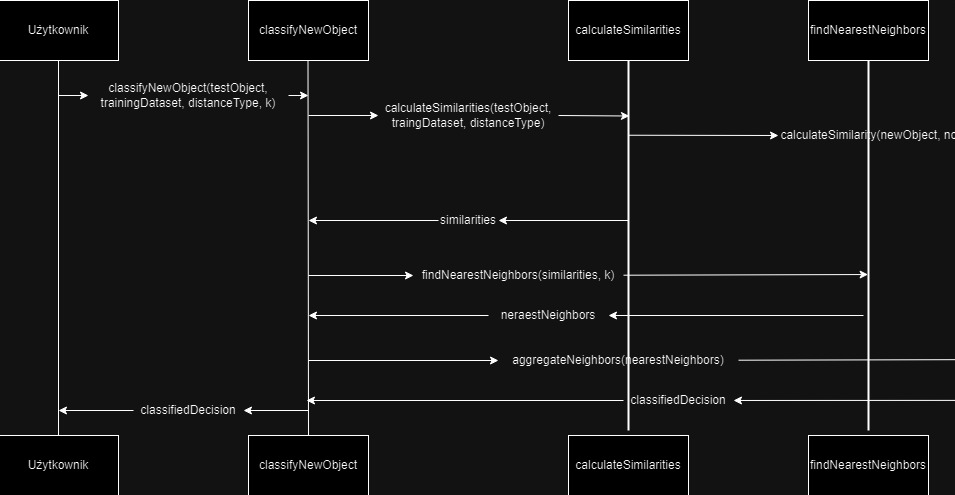 Użytkownik
classifyNewObject
calculateSimilarities
findNearestNeighbors
classifyNewObject(testObject,
trainingDataset, distanceType, k)
calculateSimilarities(testObject,
traingDataset, distanceType)
calculateSimilarity(newObject, no
similarities
findNearestNeighbors(similarities, k)
neraestNeighbors
aggregateNeighbors(nearestNeighbors)
classifiedDecision
classifiedDecision
Użytkownik
classifyNewObject
calculateSimilarities
findNearestNeighbors